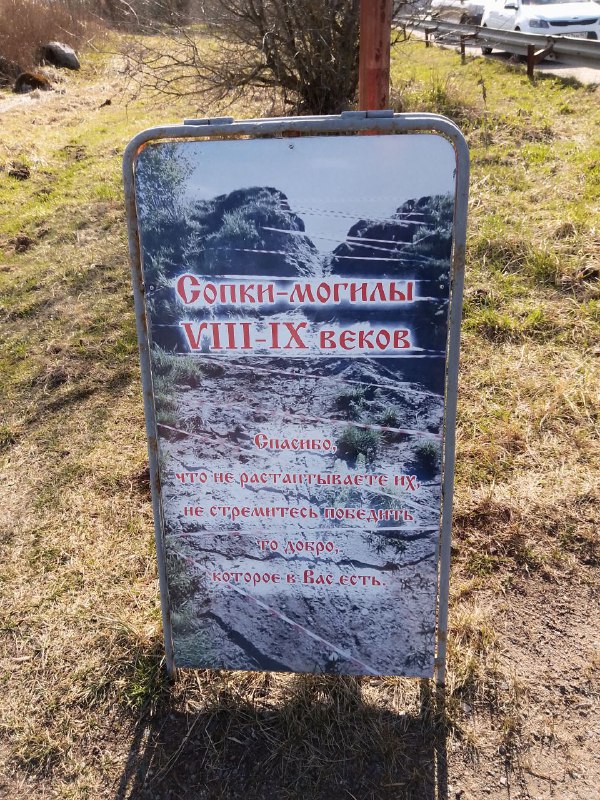 Сопки-могилы
VIII-IX веков
Спасибо,
что не растаптываете их,
не стремитесь победить
то добро,
которое в Вас есть.